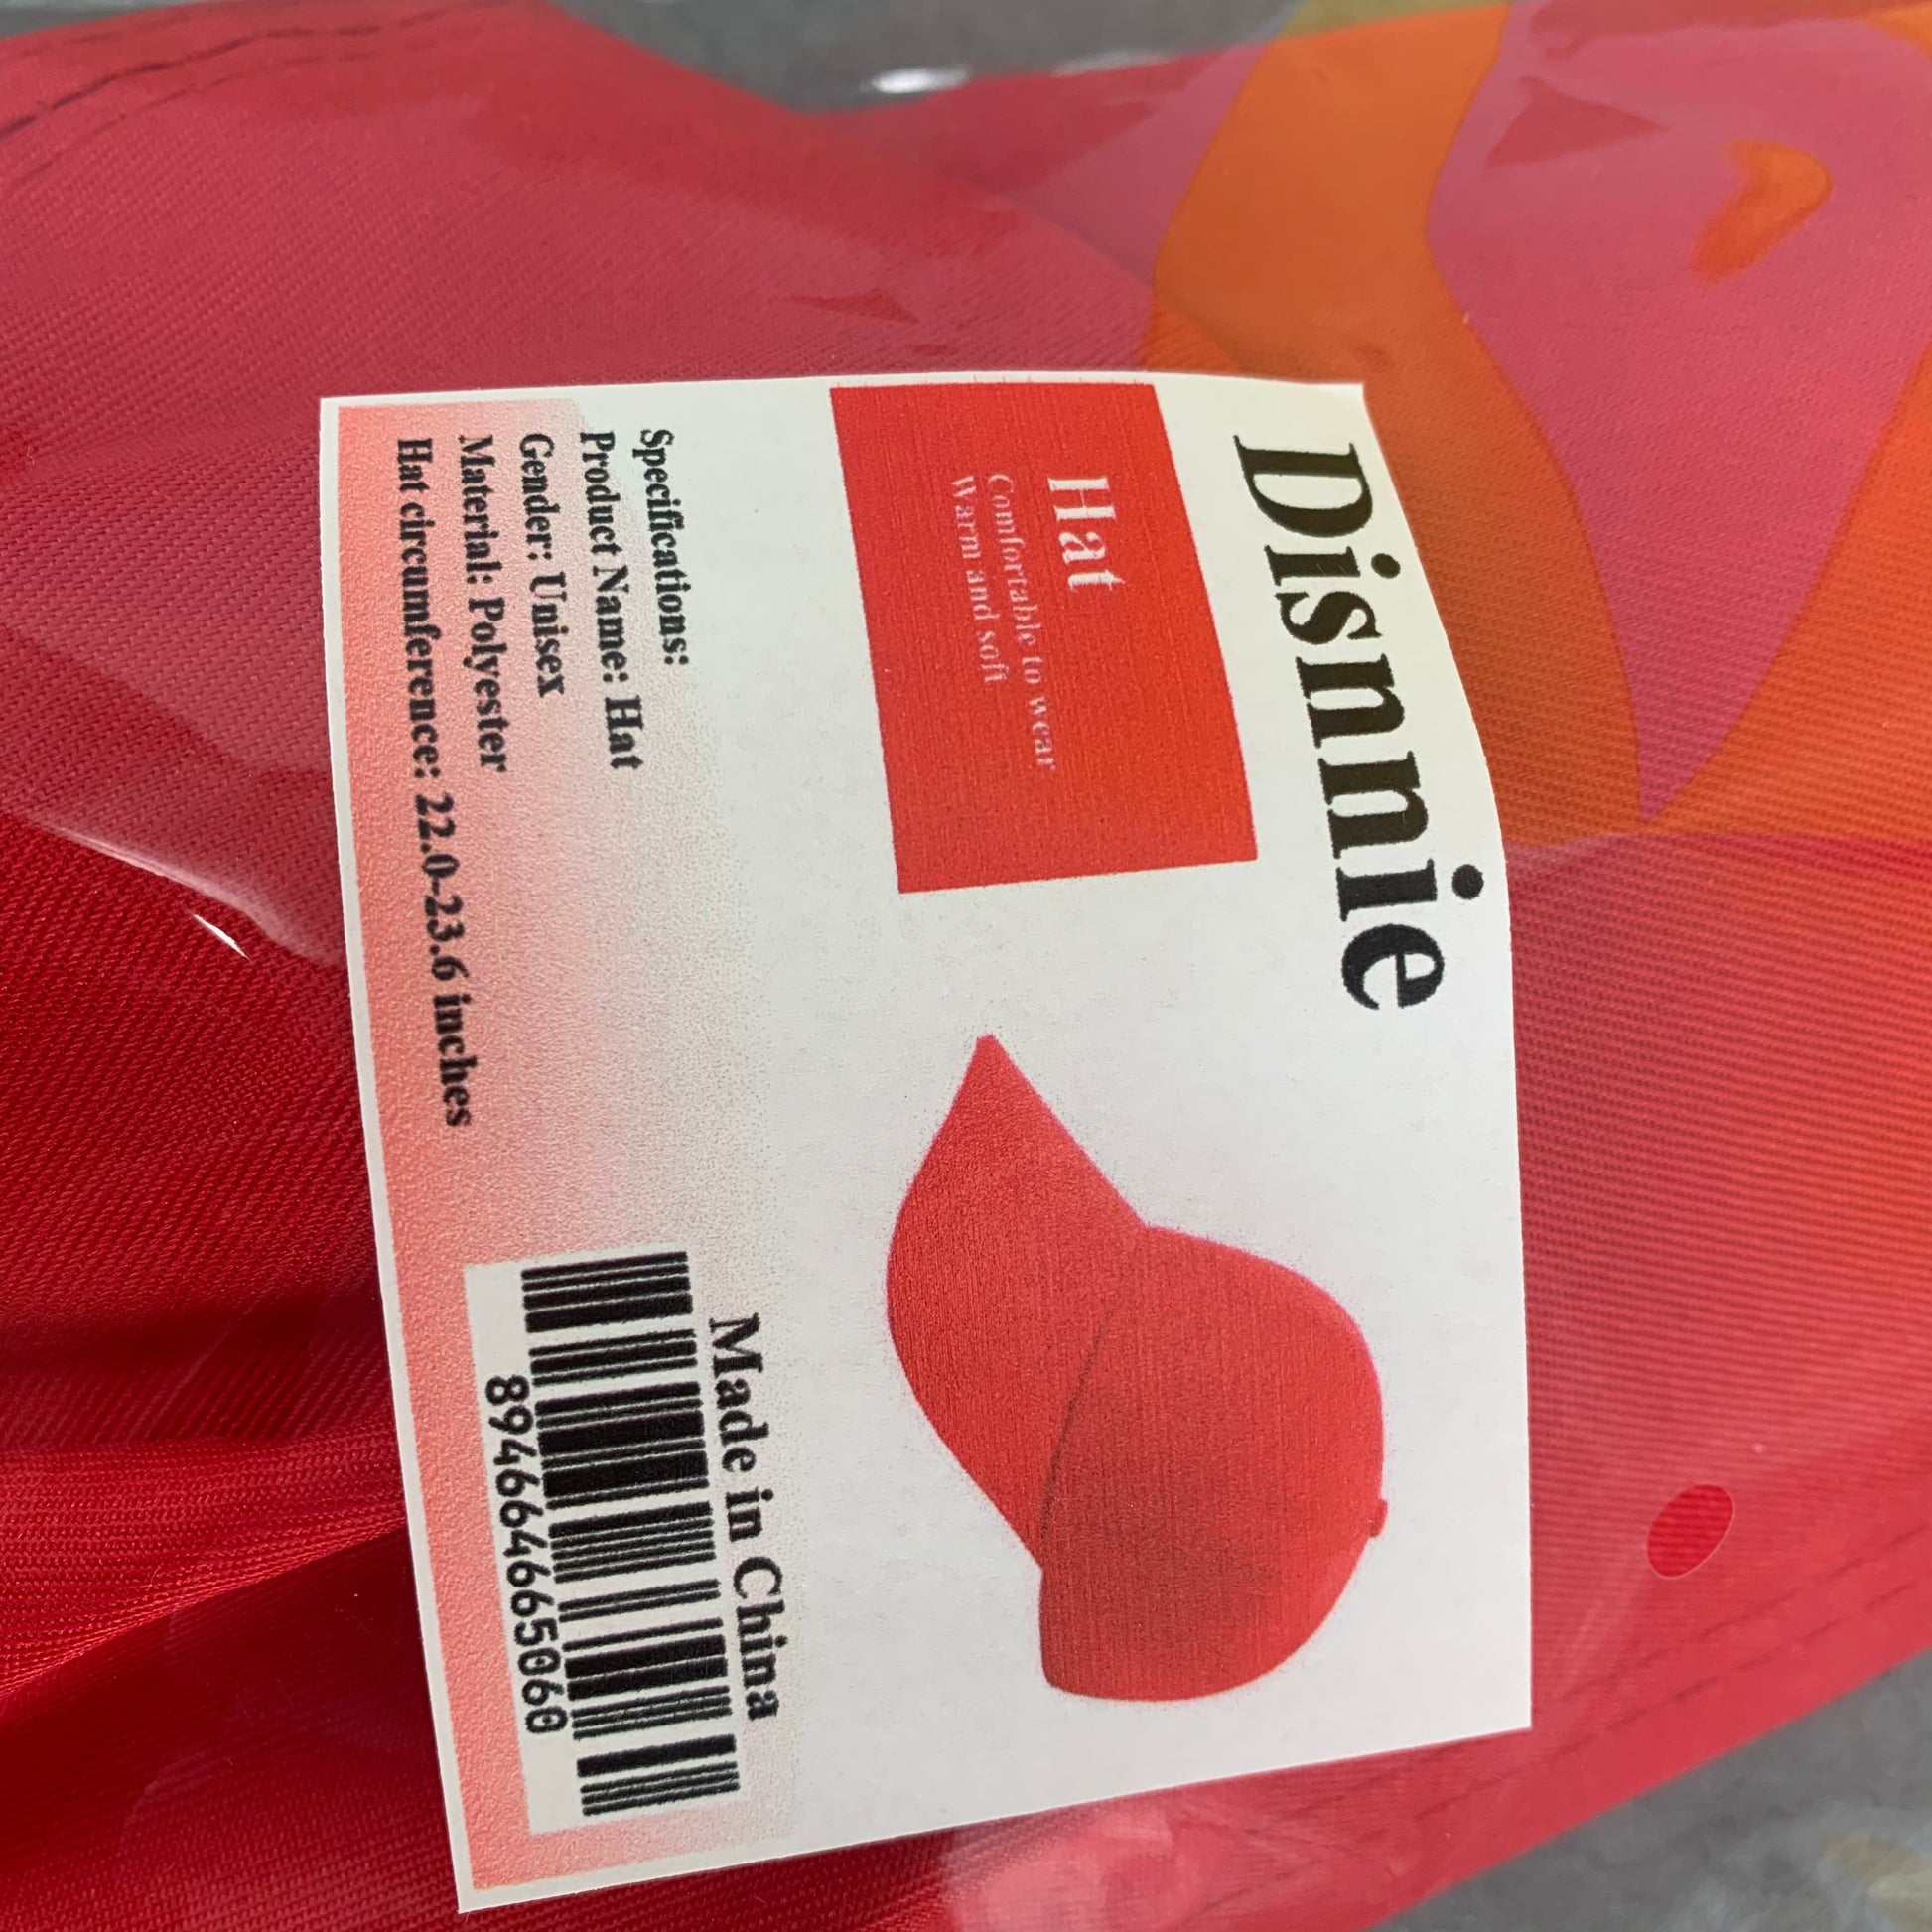 Disnnie
Hat
Comfortable to wear
Warm and soft
Specifications:
Product Name: Hat
Gender: Unisex
Material: Polyester
Hat circumference: 22.0-23.6 inches
Made in China
8946646665060